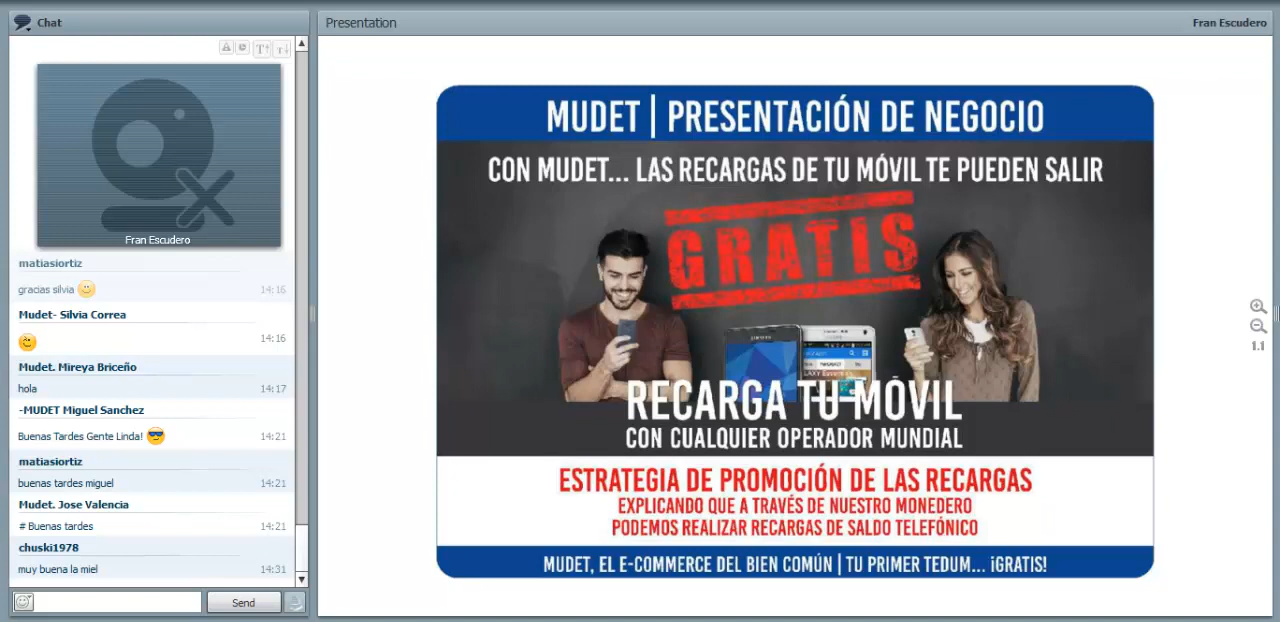 Chat
Fran Escudero
matiasiortiz
gracias silvia 14:16
Mudet- Silvia Correa
14:16
Mudet. Mireya Briceño
hola 14:17
-MUDET Miguel Sanchez
Buenas Tardes Gente Linda! 14:21
matiasiortiz
buenas tardes miguel 14:21
Mudet. Jose Valencia
# Buenas tardes 14:21
chuski1978
muy buena la miel 14:31
Send
Presentation
Fran Escudero
MUDET | PRESENTACIÓN DE NEGOCIO
CON MUDET... LAS RECARGAS DE TU MÓVIL TE PUEDEN SALIR
GRATIS
SAMSUNG
RECARGA TU MÓVIL
CON CUALQUIER OPERADOR MUNDIAL
ESTRATEGIA DE PROMOCIÓN DE LAS RECARGAS
EXPLICANDO QUE A TRAVÉS DE NUESTRO MONEDERO
PODEMOS REALIZAR RECARGAS DE SALDO TELEFÓNICO
MUDET, EL E-COMMERCE DEL BIEN COMÚN | TU PRIMER TEDUM... ¡GRATIS!
1.1